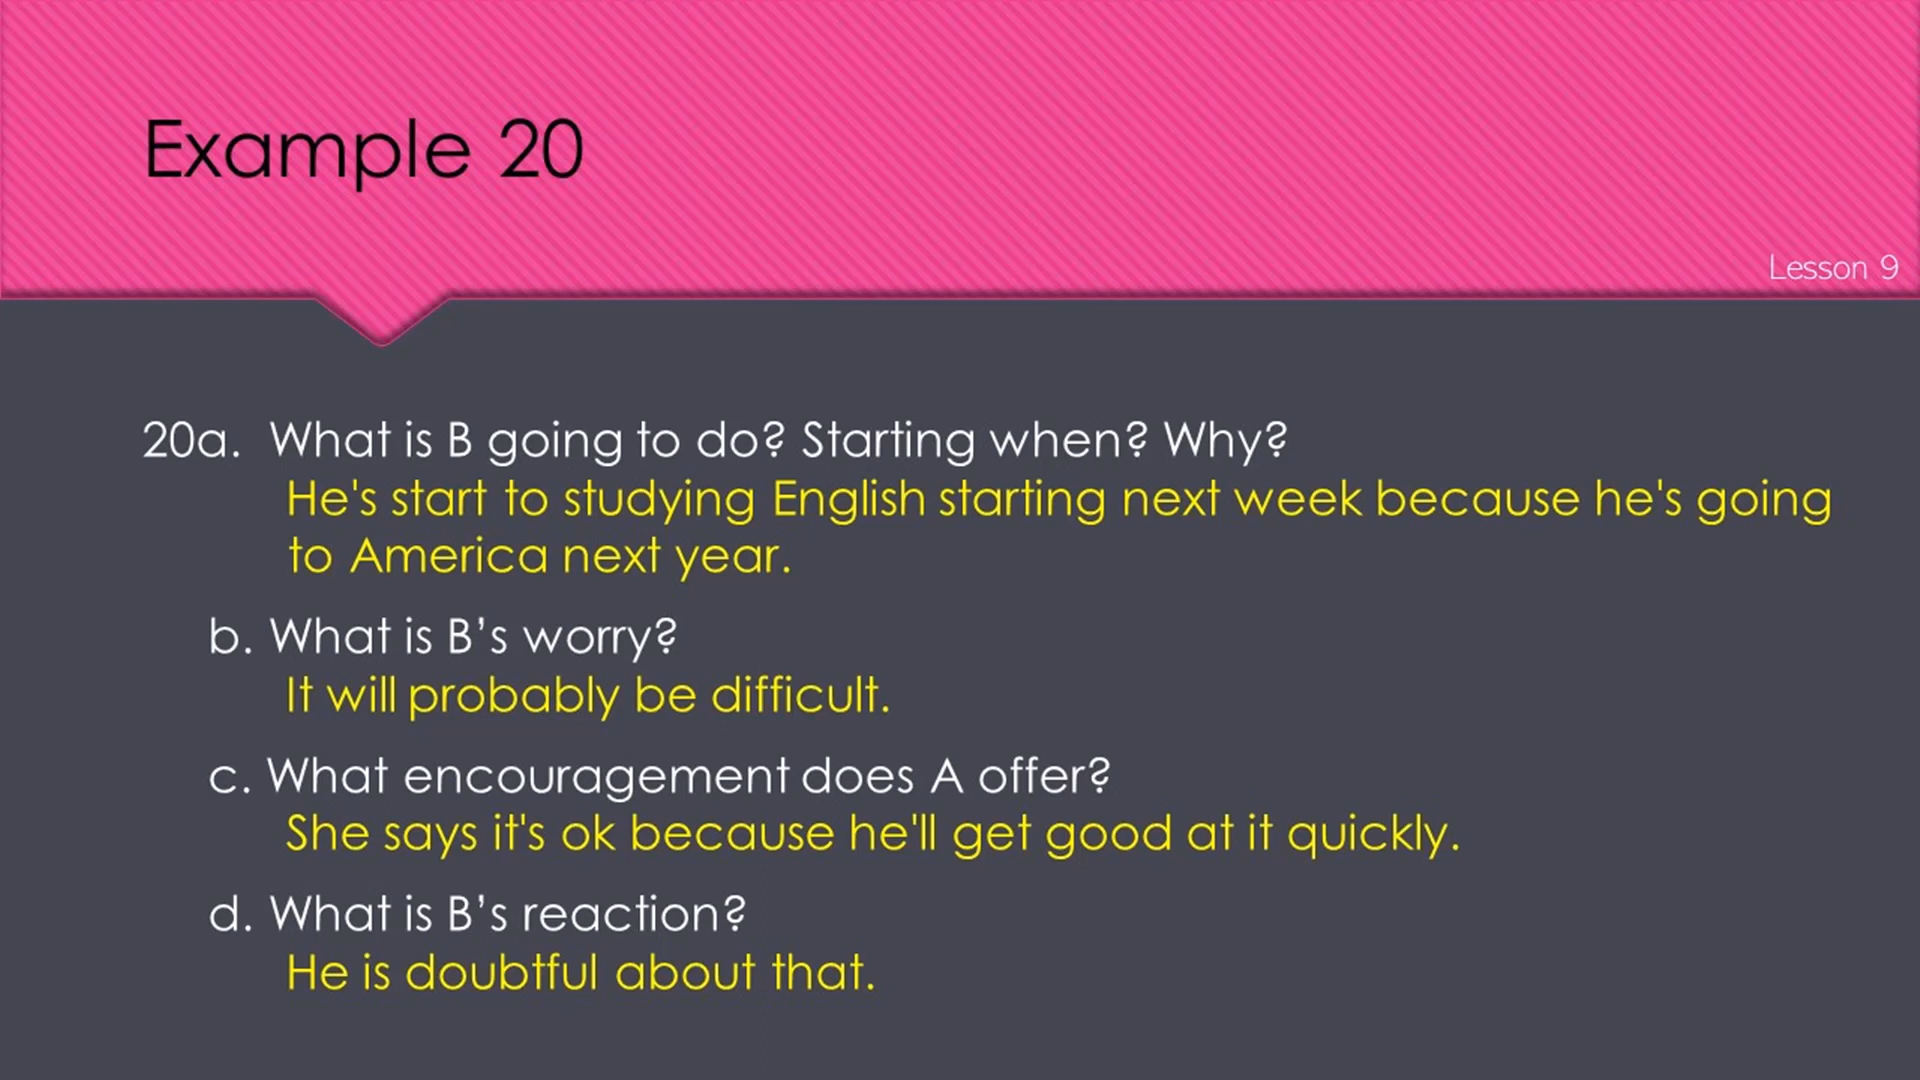 Example 20
Lesson 9
20a. What is B going to do? Starting when? Why?
He's start to studying English starting next week because he's going
to America next year.
b. What is B’s worry?
It will probably be difficult.
c. What encouragement does A offer?
She says it's ok because he'll get good at it quickly.
d. What is B’s reaction?
He is doubtful about that.